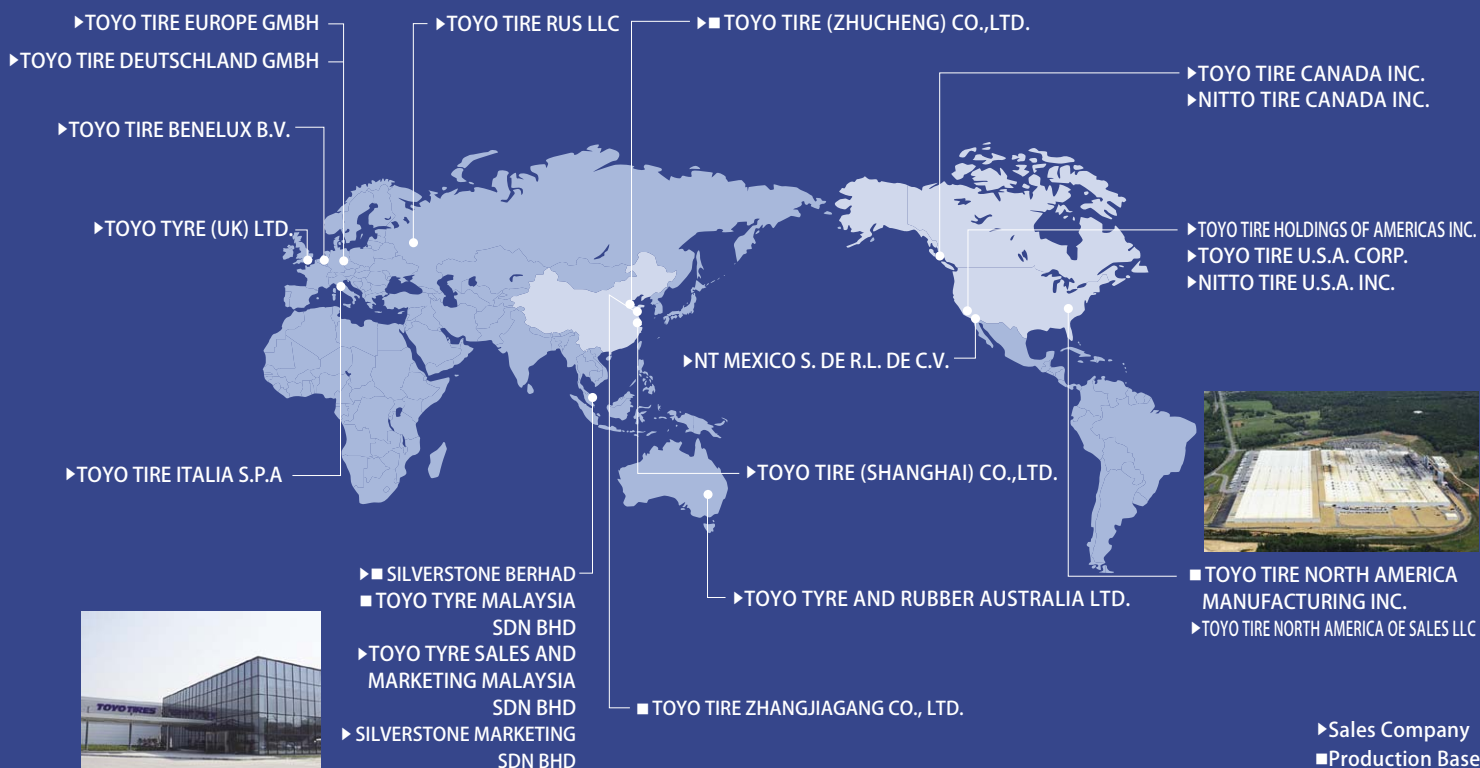 ▶TOYO TIRE EUROPE GMBH
▶TOYO TIRE DEUTSCHLAND GMBH
▶TOYO TIRE BENELUX B.V.
▶TOYO TYRE (UK) LTD.
▶TOYO TIRE ITALIA S.P.A
▶TOYO TIRE RUS LLC
▶■TOYO TIRE (ZHUCHENG) CO.,LTD.
▶TOYO TIRE CANADA INC.
▶NITTO TIRE CANADA INC.
▶TOYO TIRE HOLDINGS OF AMERICAS INC.
▶TOYO TIRE U.S.A. CORP.
▶NITTO TIRE U.S.A. INC.
▶NT MEXICO S. DE R.L. DE C.V.
▶TOYO TIRE (SHANGHAI) CO.,LTD.
▶■SILVERSTONE BERHAD
■TOYO TYRE MALAYSIA
SDN BHD
▶TOYO TYRE SALES AND
MARKETING MALAYSIA
SDN BHD
▶SILVERSTONE MARKETING
SDN BHD
▶TOYO TYRE AND RUBBER AUSTRALIA LTD.
■TOYO TIRE ZHANGJIAGANG CO., LTD.
■TOYO TIRE NORTH AMERICA
MANUFACTURING INC.
▶TOYO TIRE NORTH AMERICA OE SALES LLC
TOYO TIRES
▶Sales Company
■Production Base